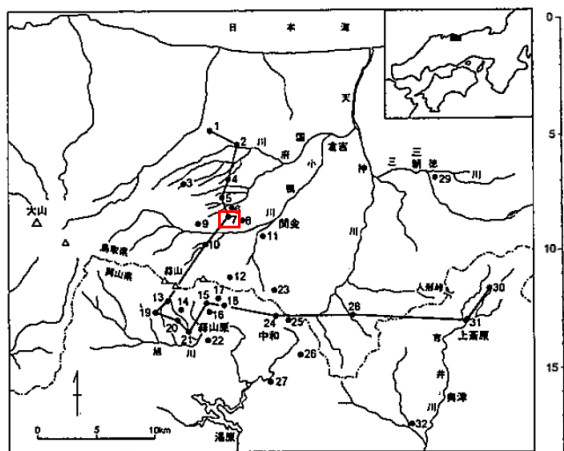 日本海
0
天
神
川
1
2
川
府
国
倉吉
小
鴨
川
三
朝
徳
川
29
5
3
4
5
6
7
8
9
大山
関金
10
11
10
鳥取県
岡山県
蒜山
12
人形峠
13
14
15
17
18
23
28
30
19
16
20
蒜山原
24
25
31
21
中和
上斎原
旭
川
22
26
15
吉
井
川
奥津
27
32
湯原
0
10km
18